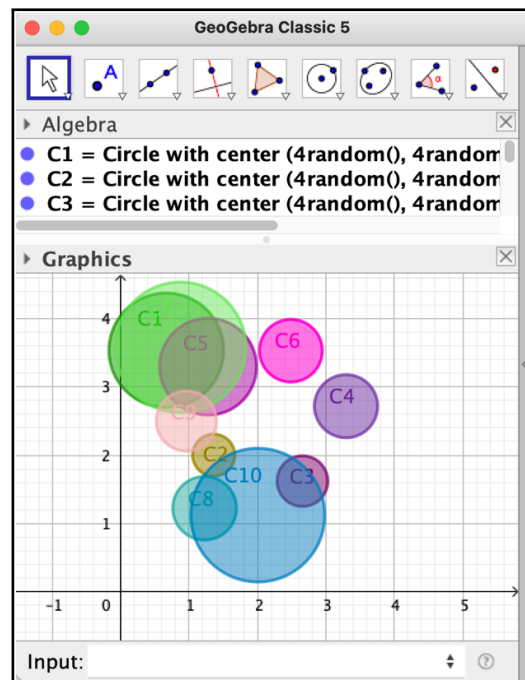 GeoGebra Classic 5
A
α
Algebra
C1 = Circle with center (4random(), 4random
C2 = Circle with center (4random(), 4random
C3 = Circle with center (4random(), 4random
Graphics
4
C1
C5
C6
3
C4
C9
2
C2
C10
C3
C8
1
-1 0 1 2 3 4 5
Input:
?